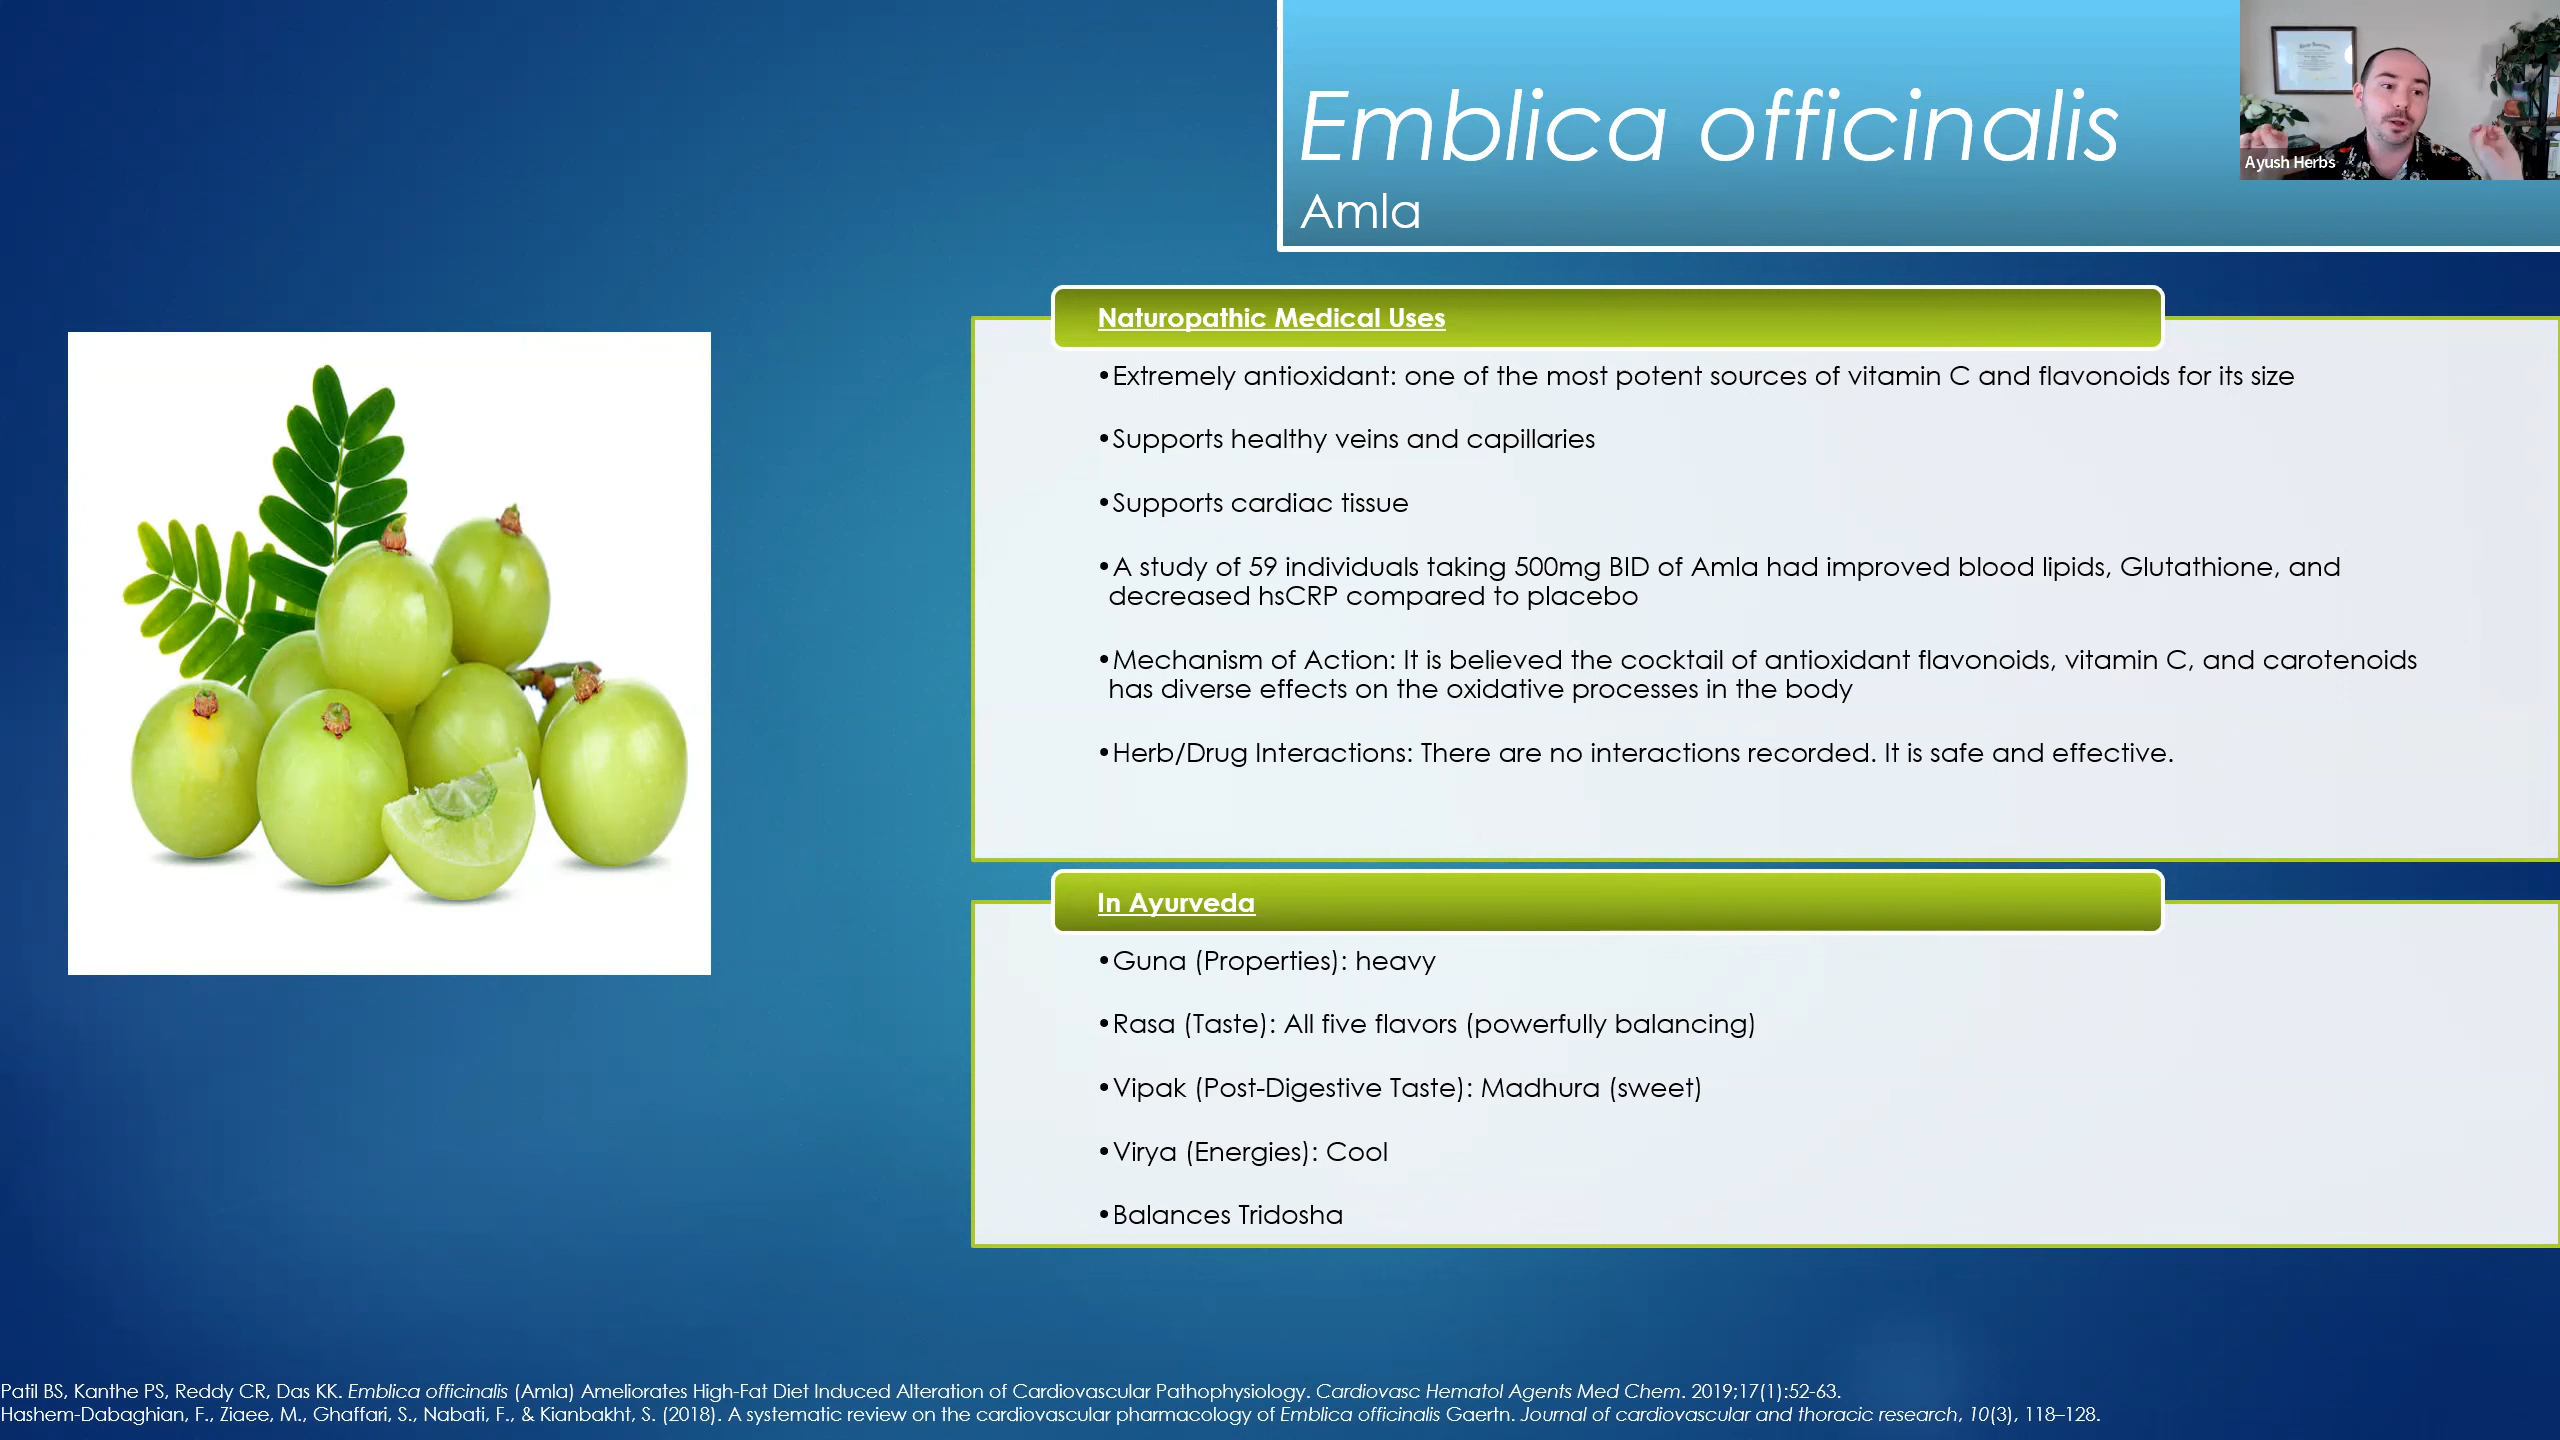 Emblica officinalis
Amla
Ayush Herbs
Naturopathic Medical Uses
•Extremely antioxidant: one of the most potent sources of vitamin C and flavonoids for its size
•Supports healthy veins and capillaries
•Supports cardiac tissue
•A study of 59 individuals taking 500mg BID of Amla had improved blood lipids, Glutathione, and
decreased hsCRP compared to placebo
•Mechanism of Action: It is believed the cocktail of antioxidant flavonoids, vitamin C, and carotenoids
has diverse effects on the oxidative processes in the body
•Herb/Drug Interactions: There are no interactions recorded. It is safe and effective.
In Ayurveda
•Guna (Properties): heavy
•Rasa (Taste): All five flavors (powerfully balancing)
•Vipak (Post-Digestive Taste): Madhura (sweet)
•Virya (Energies): Cool
•Balances Tridosha
Patil BS, Kanthe PS, Reddy CR, Das KK. Emblica officinalis (Amla) Ameliorates High-Fat Diet Induced Alteration of Cardiovascular Pathophysiology. Cardiovasc Hematol Agents Med Chem. 2019;17(1):52-63.
Hashem-Dabaghian, F., Ziaee, M., Ghaffari, S., Nabati, F., & Kianbakht, S. (2018). A systematic review on the cardiovascular pharmacology of Emblica officinalis Gaertn. Journal of cardiovascular and thoracic research, 10(3), 118–128.